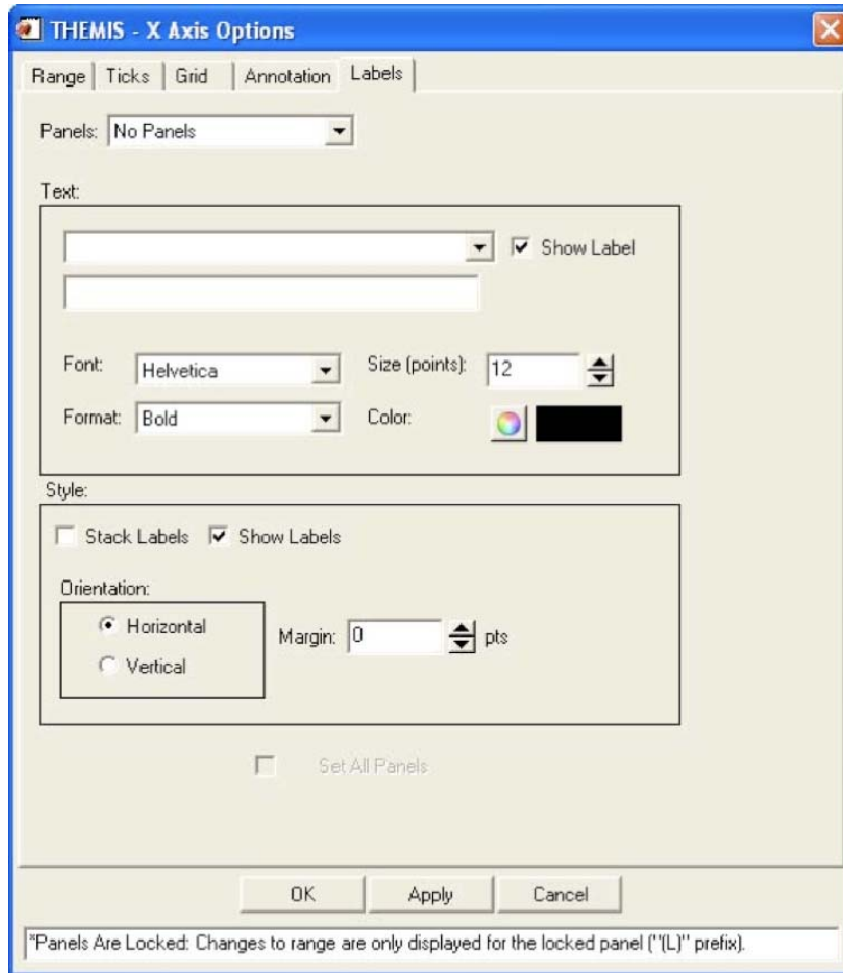 THEMIS - X Axis Options
Range Ticks Grid Annotation Labels
Panels: No Panels
Text:
Show Label
Font: Helvetica Size (points): 12
Format: Bold Color:
Style:
Stack Labels Show Labels
Orientation:
Horizontal
Margin: 0 pts
Vertical
Set All Panels
OK Apply Cancel
*Panels Are Locked: Changes to range are only displayed for the locked panel ("(L)" prefix).